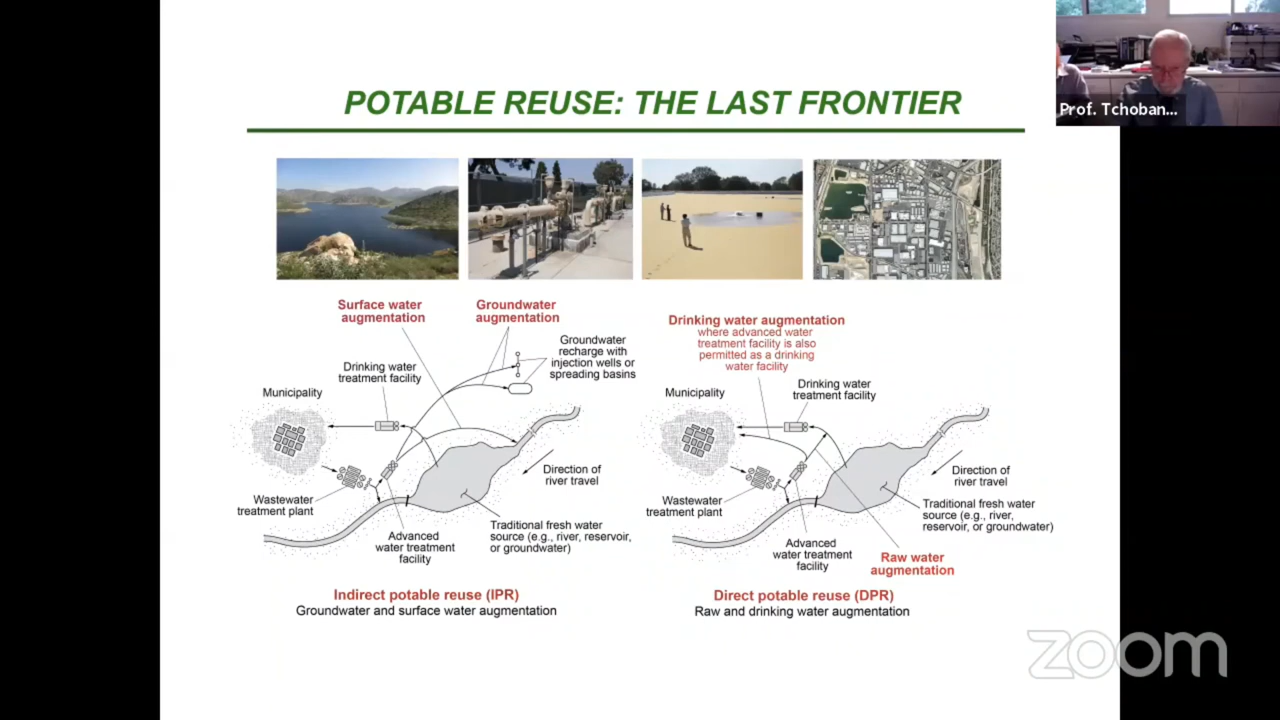 POTABLE REUSE: THE LAST FRONTIER
Prof. Tchoban...
Surface water
augmentation
Groundwater
augmentation
Groundwater
recharge with
injection wells or
spreading basins
Drinking water
treatment facility
Municipality
Wastewater
treatment plant
Advanced
water treatment
facility
Direction of
river travel
Traditional fresh water
source (e.g., river, reservoir,
or groundwater)
Indirect potable reuse (IPR)
Groundwater and surface water augmentation
Drinking water augmentation
where advanced water
treatment facility is also
permitted as a drinking
water facility
Drinking water
treatment facility
Municipality
Wastewater
treatment plant
Advanced
water treatment
facility
Direction of
river travel
Traditional fresh water
source (e.g., river,
reservoir, or groundwater)
Raw water
augmentation
Direct potable reuse (DPR)
Raw and drinking water augmentation
zoom